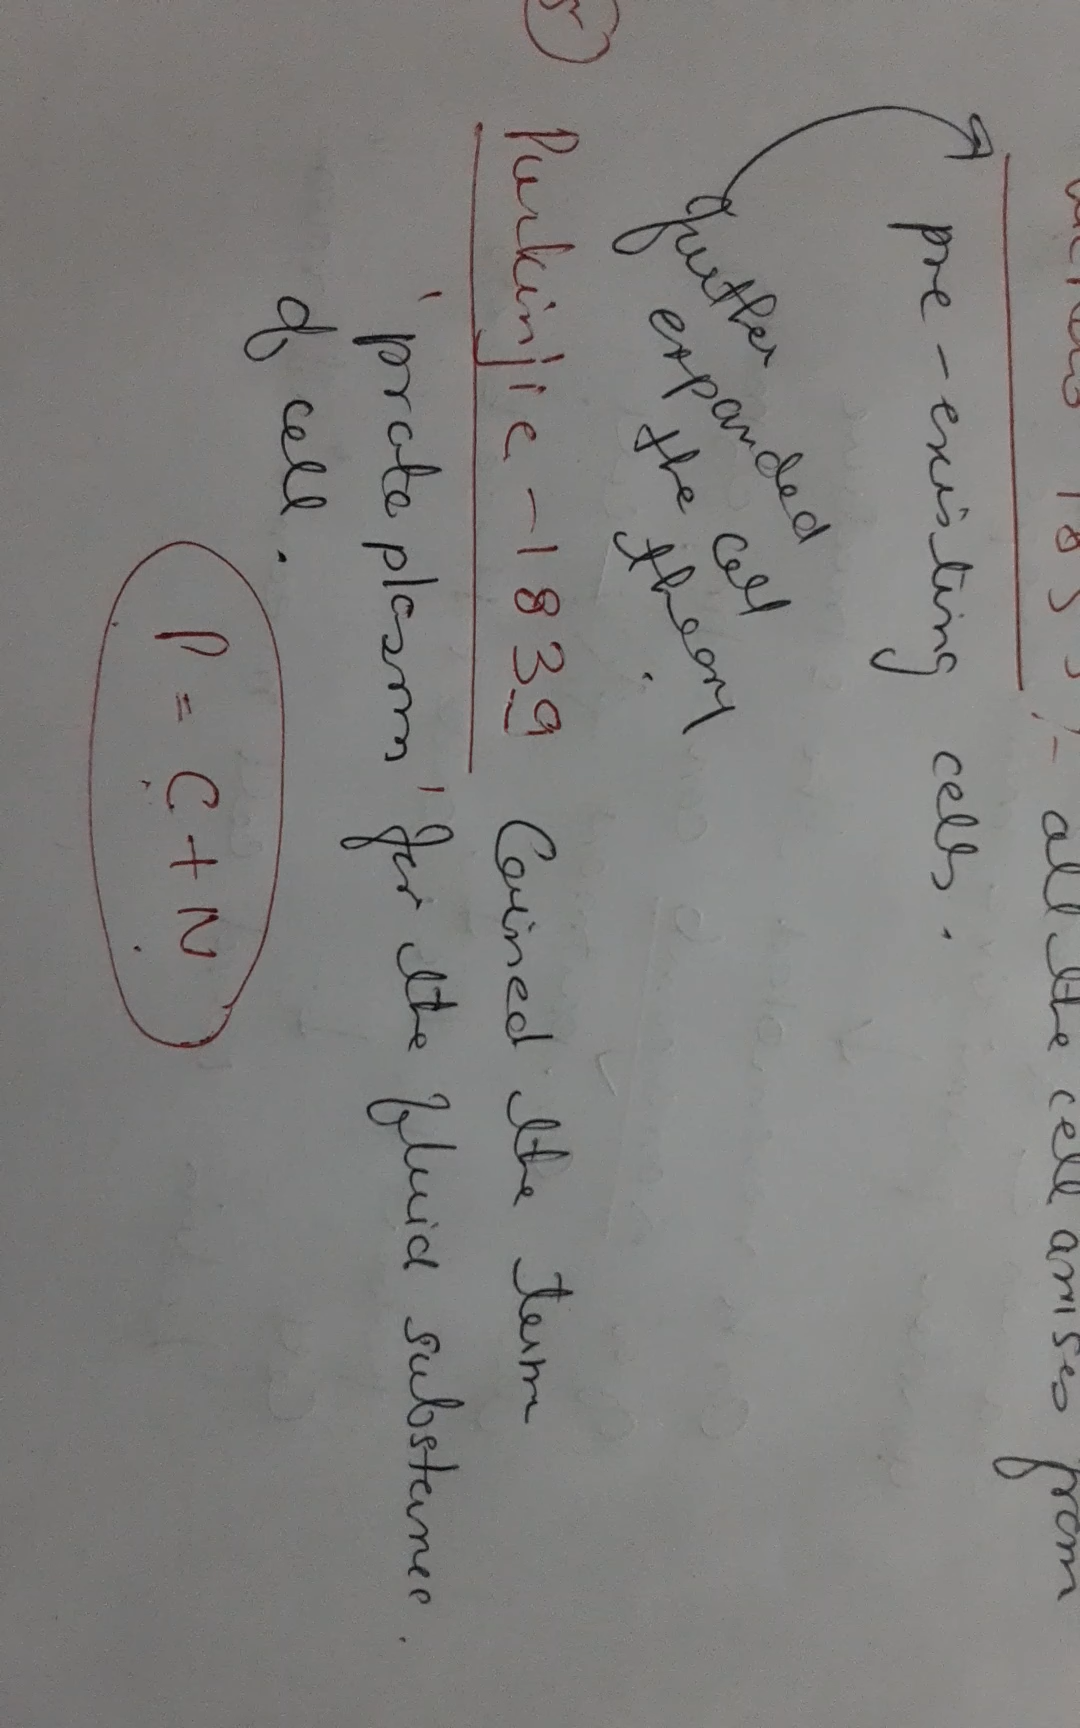 1855 :- all the cell arises from
pre-existing cells.
further
expanded
the cell
theory.
5
Purkinjie - 1839 Coined the term
'protoplasm' for the fluid substance.
of cell.
P = C + N